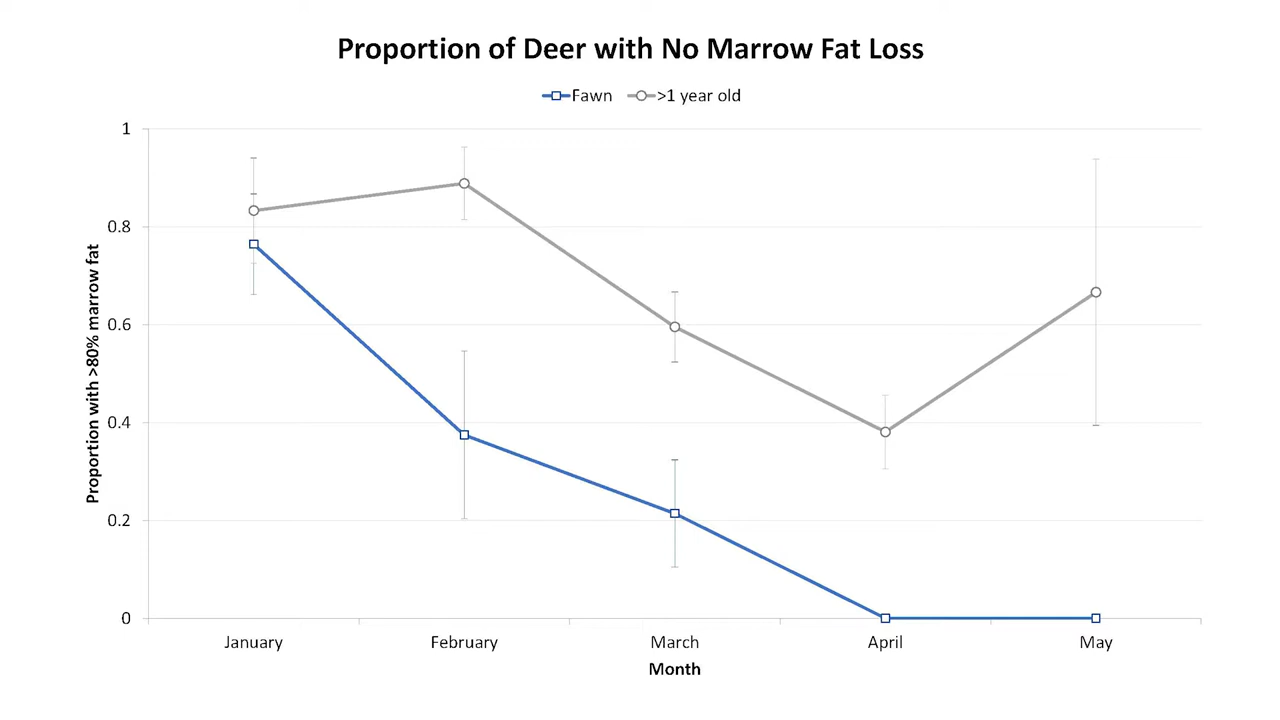 Proportion of Deer with No Marrow Fat Loss
Fawn >1 year old
Proportion with >80% marrow fat
1
0.8
0.6
0.4
0.2
0
January February March April May
Month